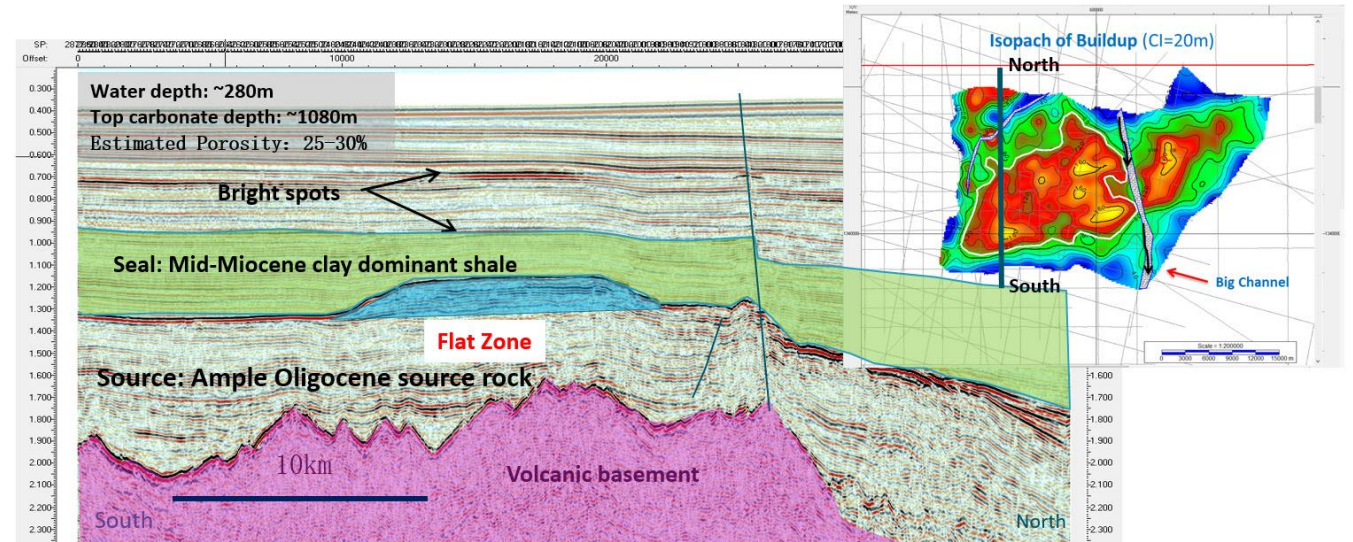 SP:
Offset:
0
10000
20000
0.300
0.400
0.500
0.600
0.700
0.800
0.900
1.000
1.100
1.200
1.300
1.400
1.500
1.600
1.700
1.800
1.900
2.000
2.100
2.200
2.300
Water depth: ~280m
Top carbonate depth: ~1080m
Estimated Porosity: 25-30%
Bright spots
Seal: Mid-Miocene clay dominant shale
Flat Zone
Source: Ample Oligocene source rock
10km
Volcanic basement
South
North
1.600
1.700
1.800
1.900
2.000
2.100
2.200
2.300
Isopach of Buildup (CI=20m)
North
South
Big Channel
Scale = 1:200000
0 3000 6000 9000 12000 15000 m